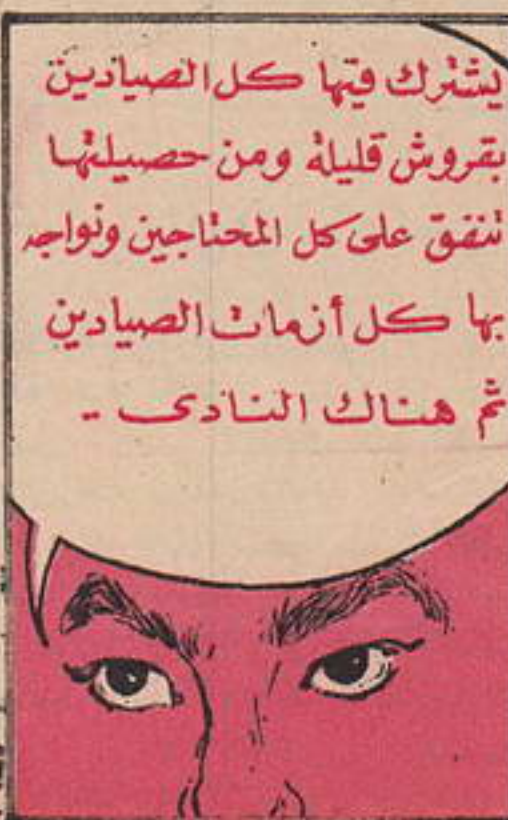 يشترك فيها كل الصيادين
بقروش قليلة ومن حصيلتها
تنفق على كل المحتاجين ونواجه
بها كل أزمات الصيادين
ثم هناك النادى ..